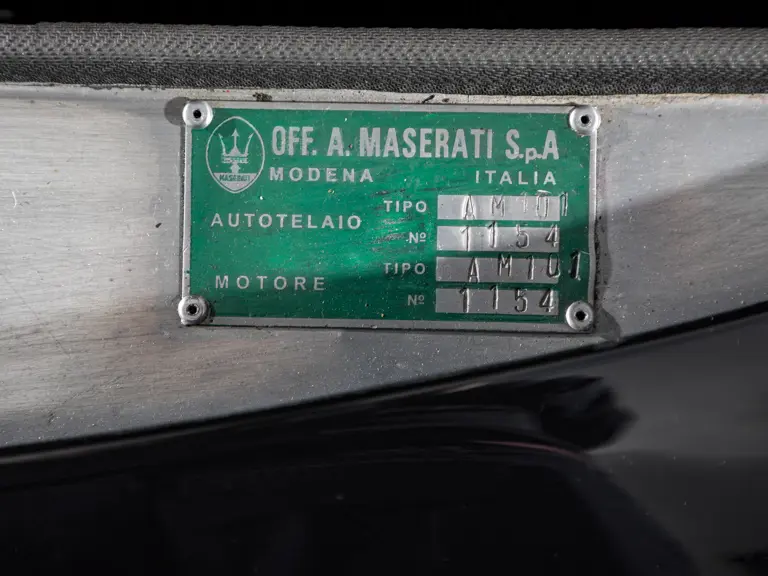 MASERATI
OFF. A. MASERATI S.p.A
MODENA ITALIA
AUTOTELAIO
TIPO AM101
Nº 1154
MOTORE
TIPO AM101
Nº 1154